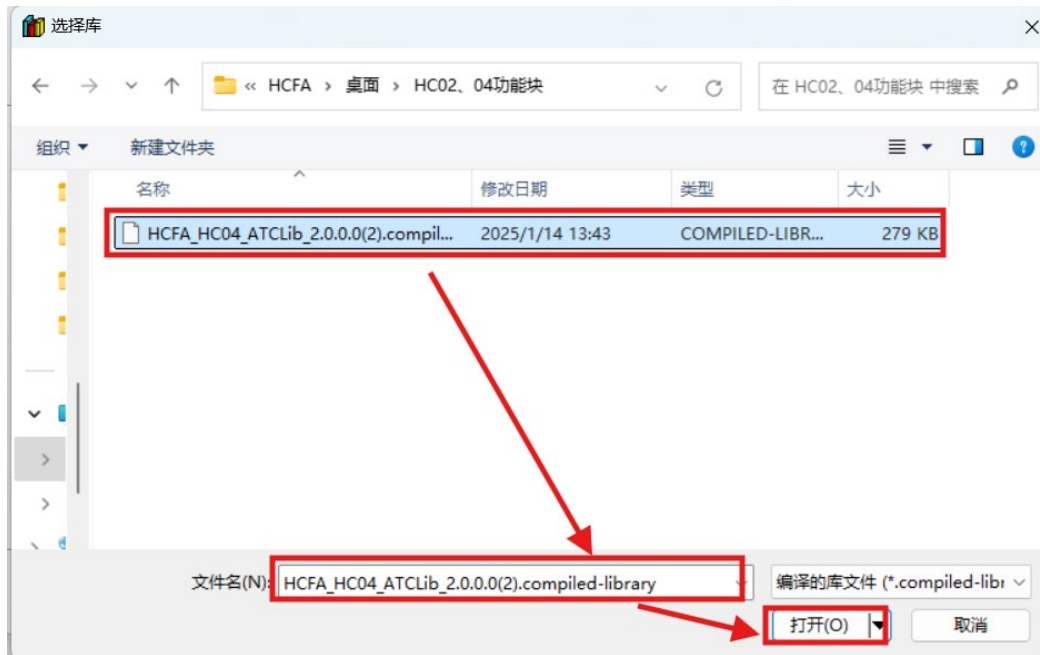 选择库
« HCFA › 桌面 › HC02、04功能块
在 HC02、04功能块 中搜索
组织 新建文件夹
名称 修改日期 类型 大小
HCFA_HC04_ATCLib_2.0.0.0(2).compil... 2025/1/14 13:43 COMPILED-LIBR... 279 KB
文件名(N): HCFA_HC04_ATCLib_2.0.0.0(2).compiled-library 编译的库文件 (*.compiled-libr
打开(O) 取消